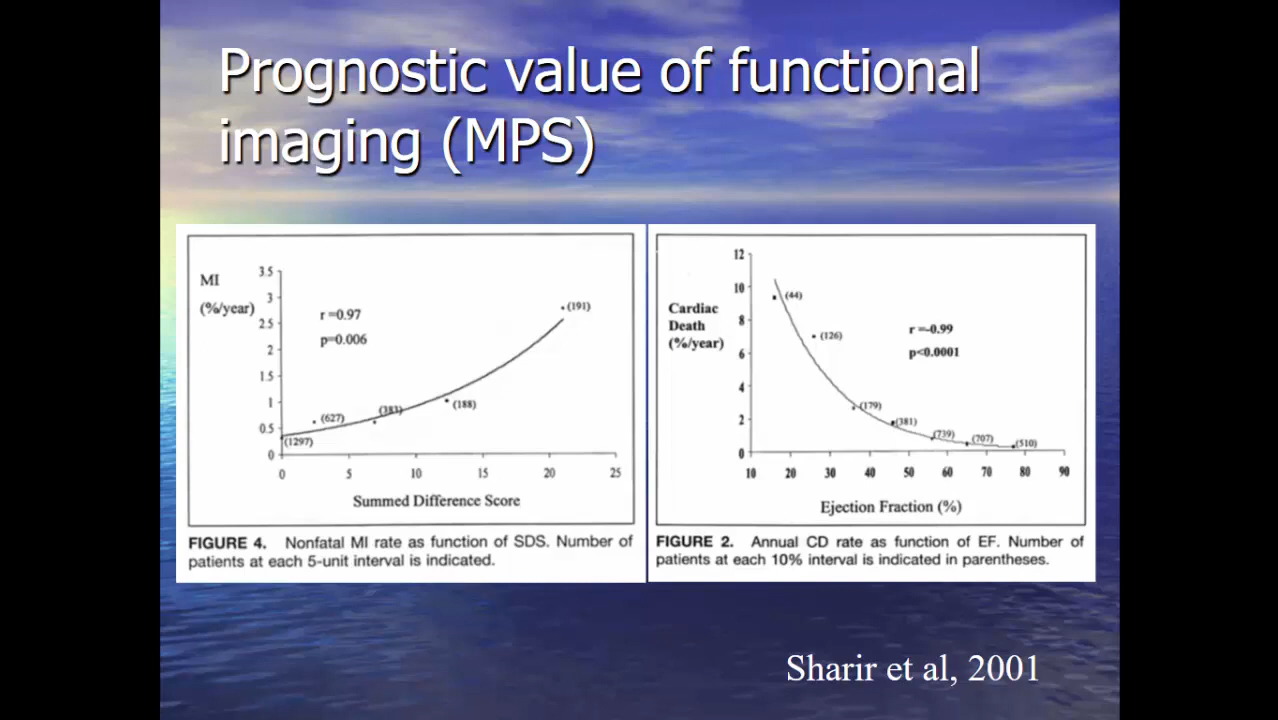 Prognostic value of functional
imaging (MPS)
MI
(%/year)
3.5
3
2.5
2
1.5
1
0.5
0
r =0.97
p=0.006
(1297)
(627)
(383)
(188)
(191)
0 5 10 15 20 25
Summed Difference Score
FIGURE 4. Nonfatal MI rate as function of SDS. Number of
patients at each 5-unit interval is indicated.
Cardiac
Death
(%/year)
12
10
8
6
4
2
0
(44)
(126)
r =-0.99
p<0.0001
(179)
(381)
(739)
(707)
(510)
10 20 30 40 50 60 70 80 90
Ejection Fraction (%)
FIGURE 2. Annual CD rate as function of EF. Number of
patients at each 10% interval is indicated in parentheses.
Sharir et al, 2001